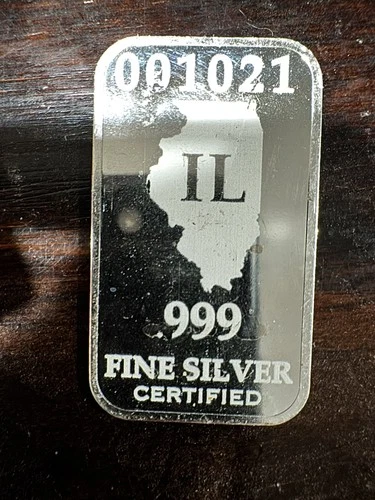 001021
IL
.999
FINE SILVER
CERTIFIED